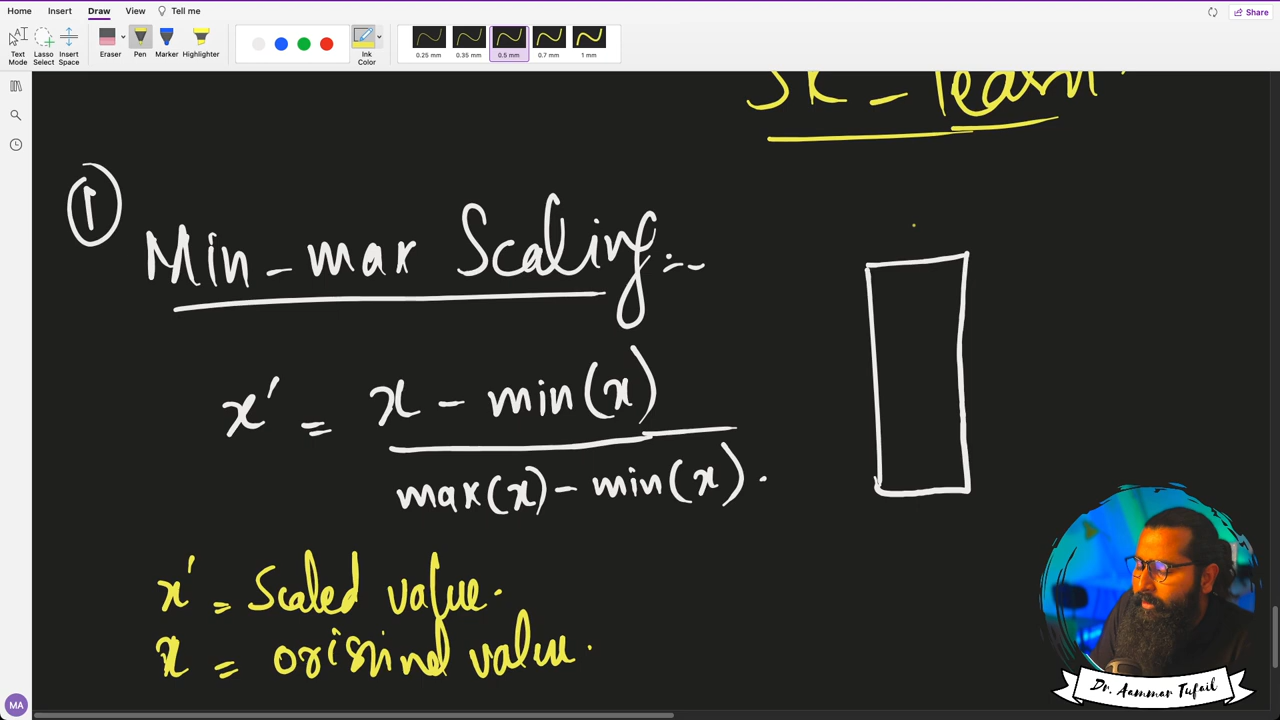 Home Insert Draw View Tell me
Share
Text Mode
Lasso Select
Insert Space
Eraser
Pen
Marker
Highlighter
Ink Color
0.25 mm
0.35 mm
0.5 mm
0.7 mm
1 mm
Sk-learn
① Min-max Scaling:-
x' = x - min(x) / max(x) - min(x).
x' = Scaled value.
x = original value.
MA
Dr. Aammar Tufail